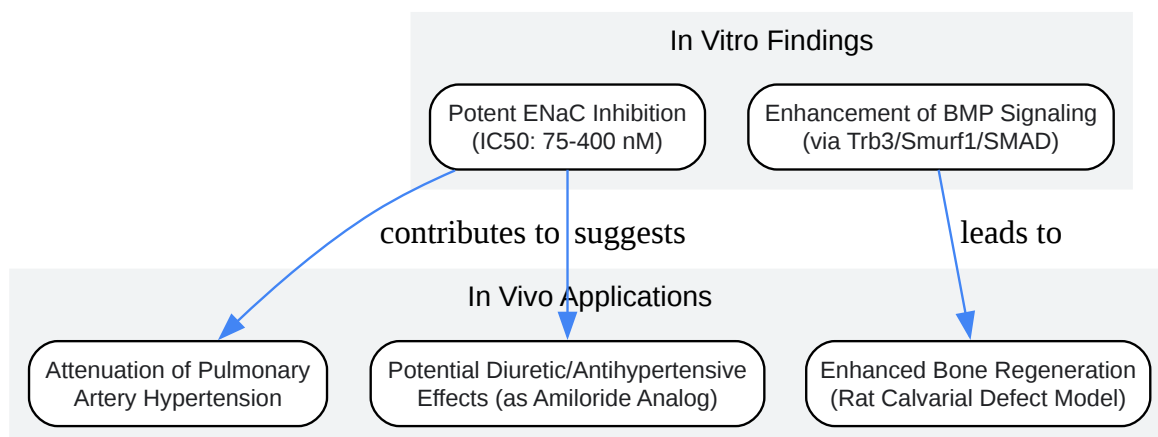 In Vitro Findings
Potent ENaC Inhibition
(IC50: 75-400 nM)
Enhancement of BMP Signaling
(via Trb3/Smurf1/SMAD)
contributes to
suggests
leads to
In Vivo Applications
Attenuation of Pulmonary
Artery Hypertension
Potential Diuretic/Antihypertensive
Effects (as Amiloride Analog)
Enhanced Bone Regeneration
(Rat Calvarial Defect Model)